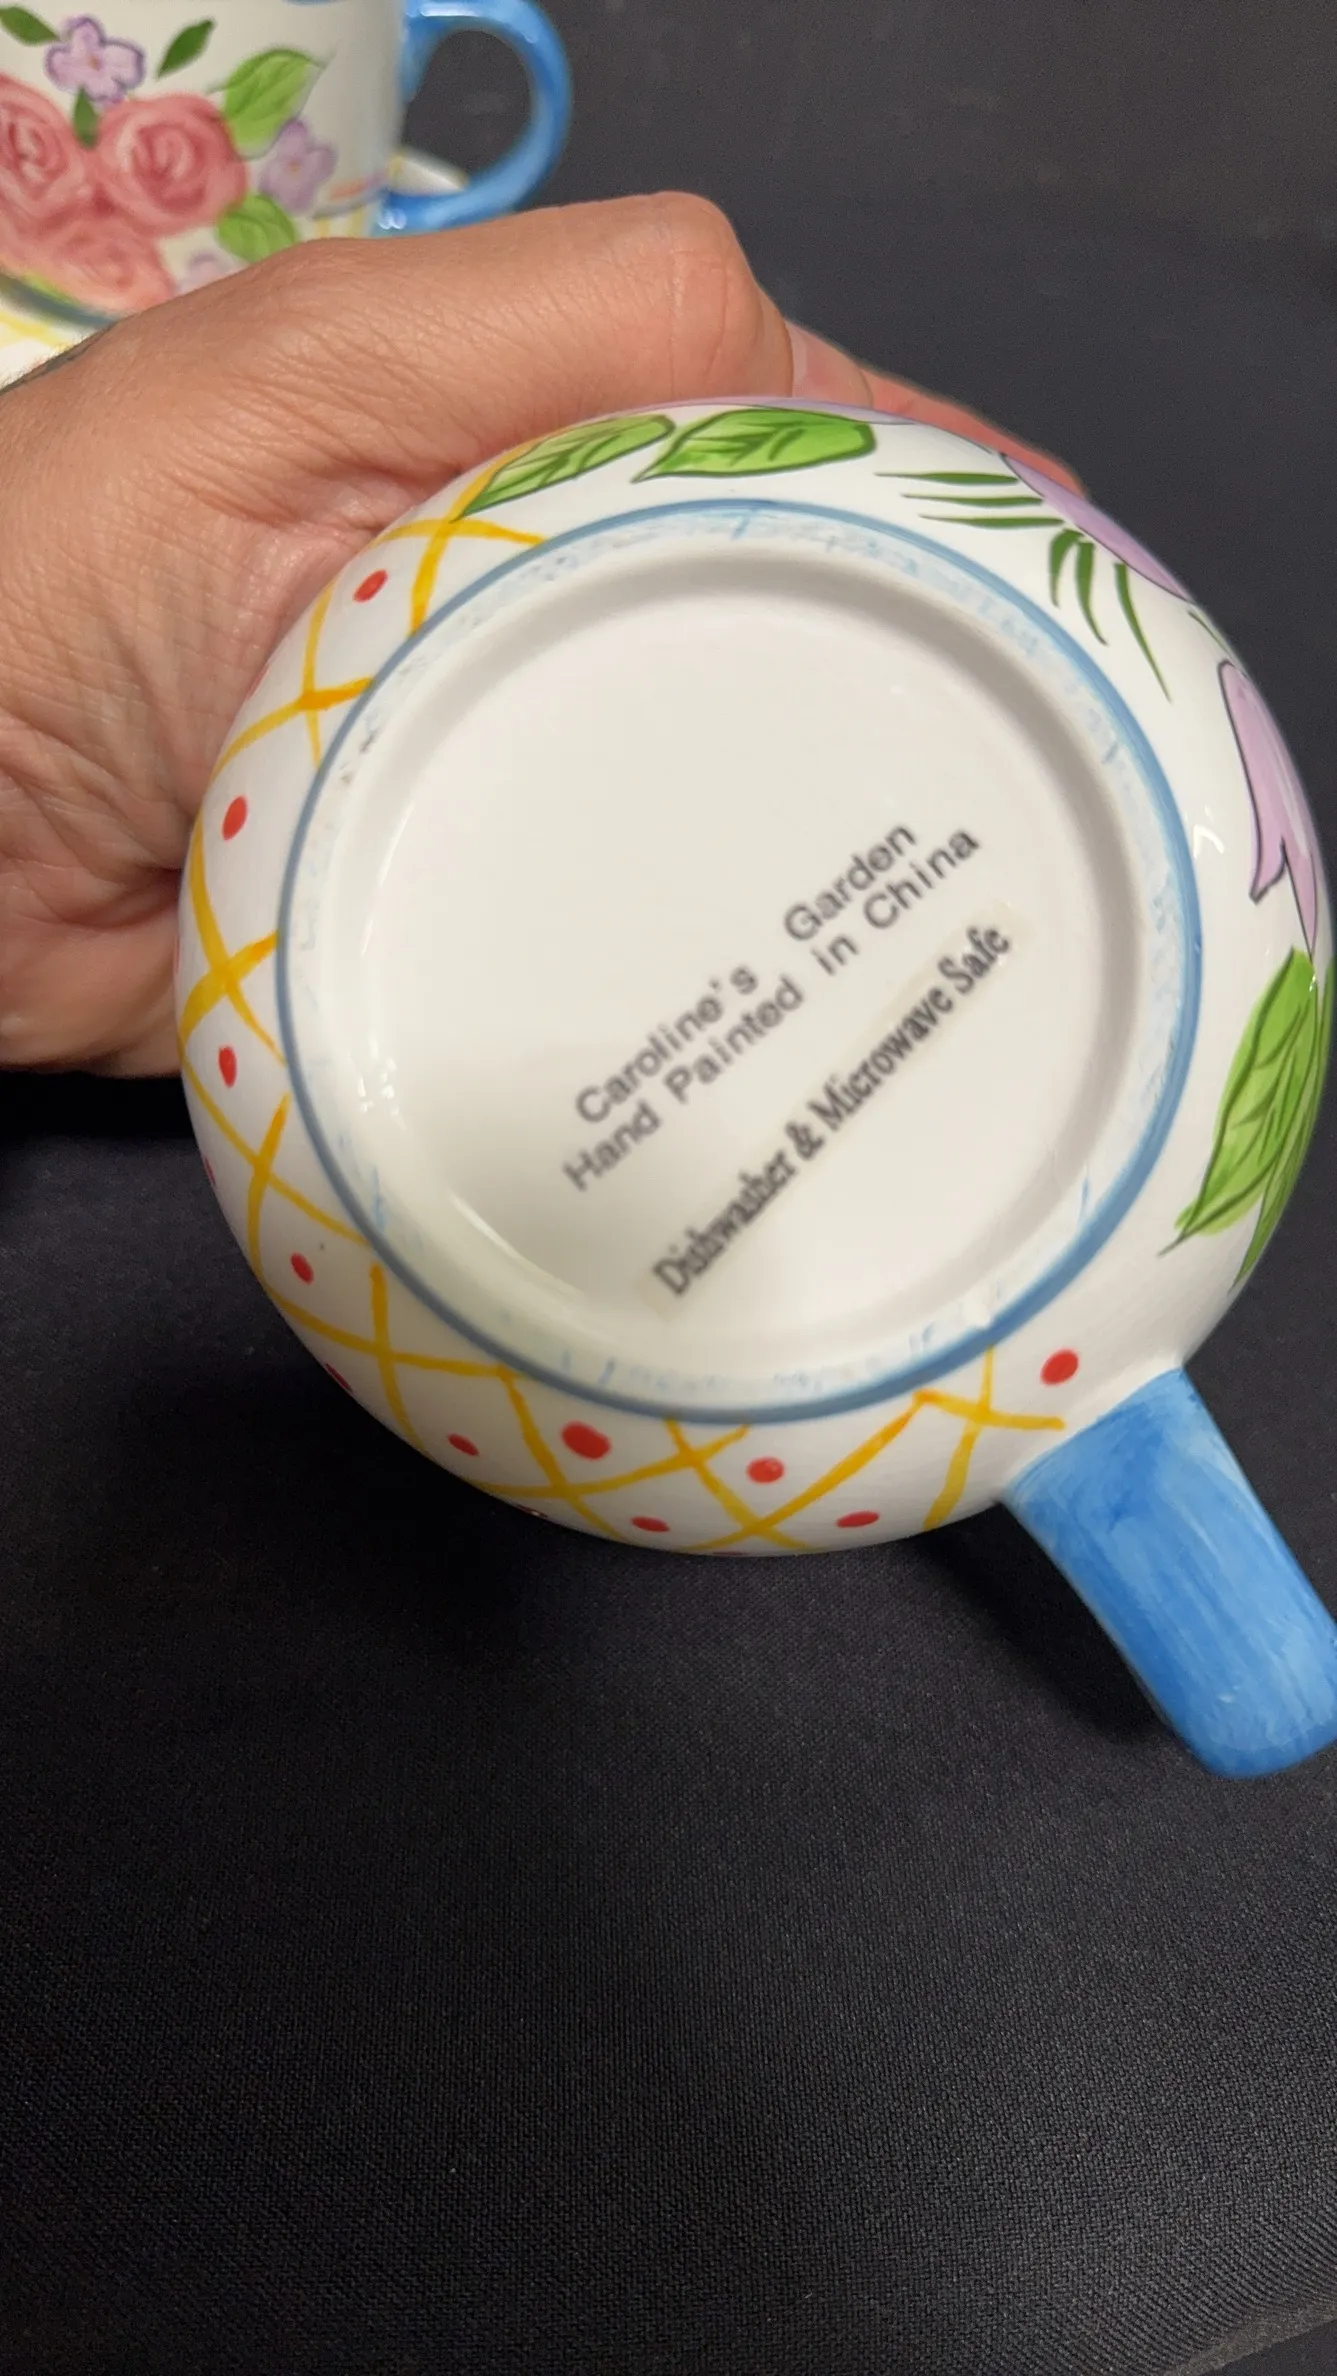 Caroline's Garden
Hand Painted in China
Dishwasher & Microwave Safe